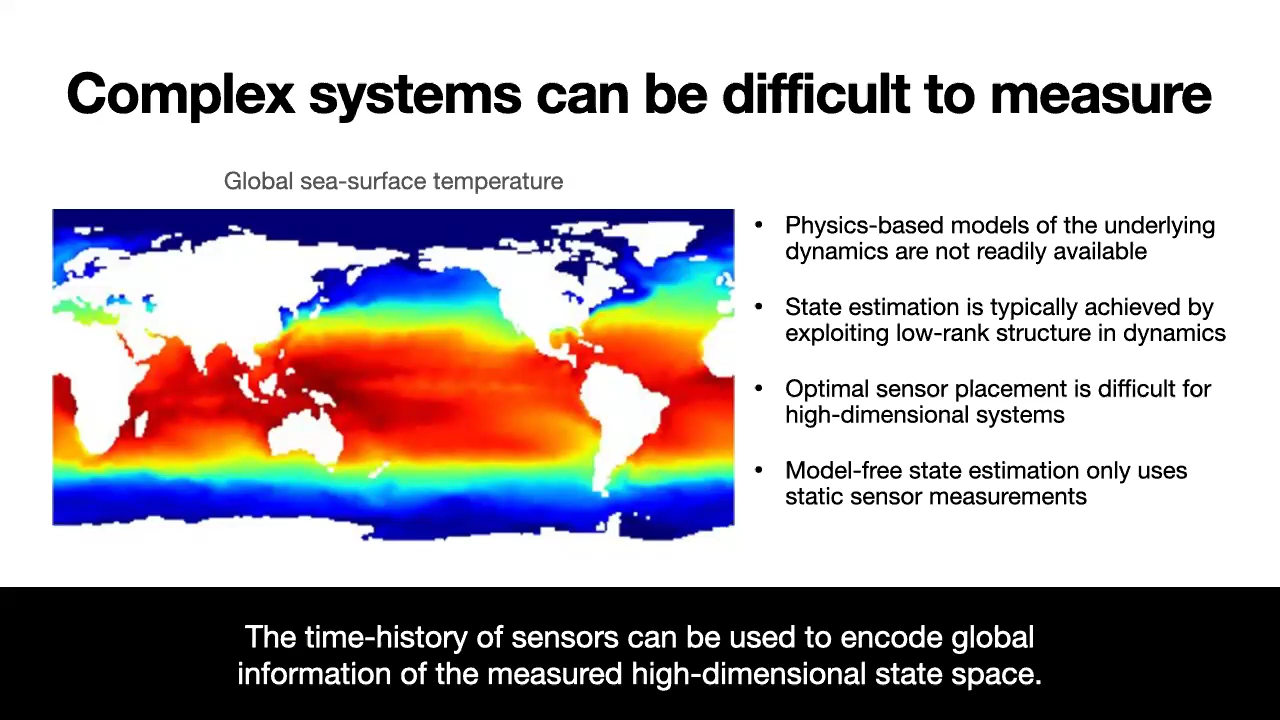 Complex systems can be difficult to measure
Global sea-surface temperature
• Physics-based models of the underlying
dynamics are not readily available
• State estimation is typically achieved by
exploiting low-rank structure in dynamics
• Optimal sensor placement is difficult for
high-dimensional systems
• Model-free state estimation only uses
static sensor measurements
The time-history of sensors can be used to encode global
information of the measured high-dimensional state space.